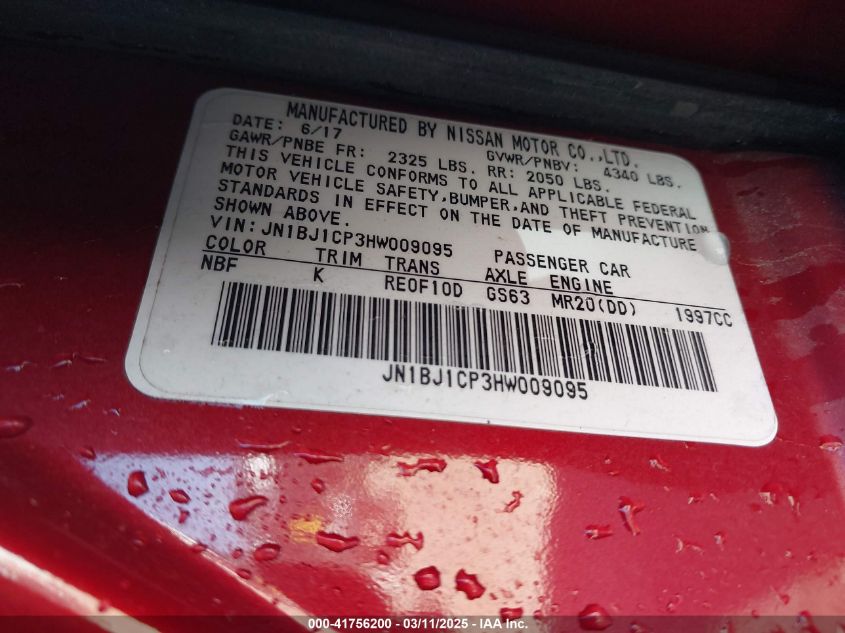 MANUFACTURED BY NISSAN MOTOR CO.,LTD.
DATE: 6/17 GVWR/PNBV: 4340 LBS.
GAWR/PNBE FR: 2325 LBS. RR: 2050 LBS.
THIS VEHICLE CONFORMS TO ALL APPLICABLE FEDERAL
MOTOR VEHICLE SAFETY,BUMPER,AND THEFT PREVENTION
STANDARDS IN EFFECT ON THE DATE OF MANUFACTURE
SHOWN ABOVE.
VIN: JN1BJ1CP3HW009095 PASSENGER CAR
COLOR TRIM TRANS AXLE ENGINE
NBF K RE0F10D GS63 MR20(DD) 1997CC
JN1BJ1CP3HW009095
000-41756200 - 03/11/2025 - IAA, Inc.